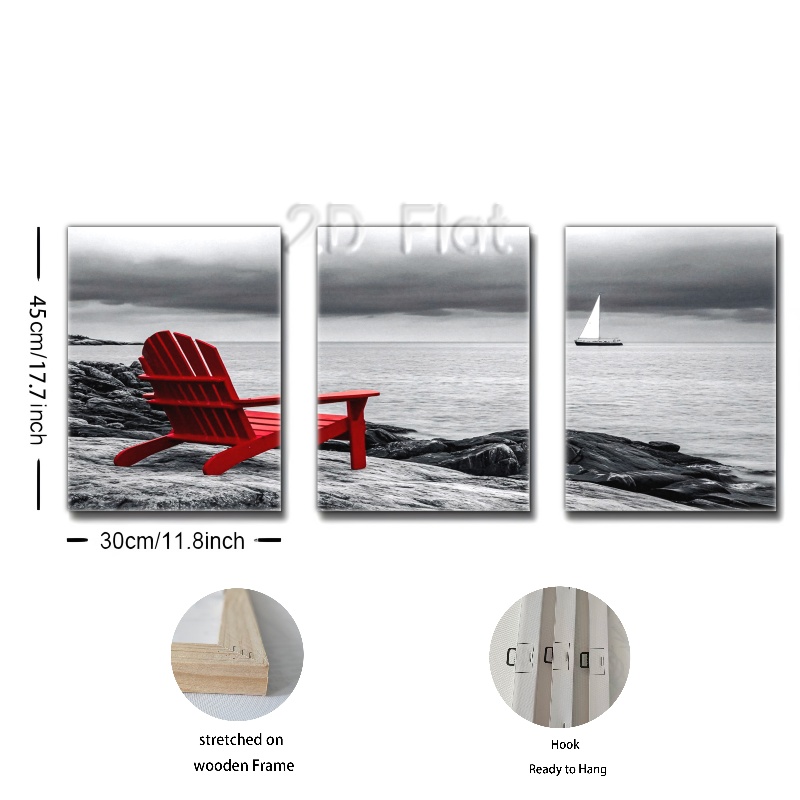 2D Flat
45cm/17.7inch
30cm/11.8inch
stretched on
wooden Frame
Hook
Ready to Hang